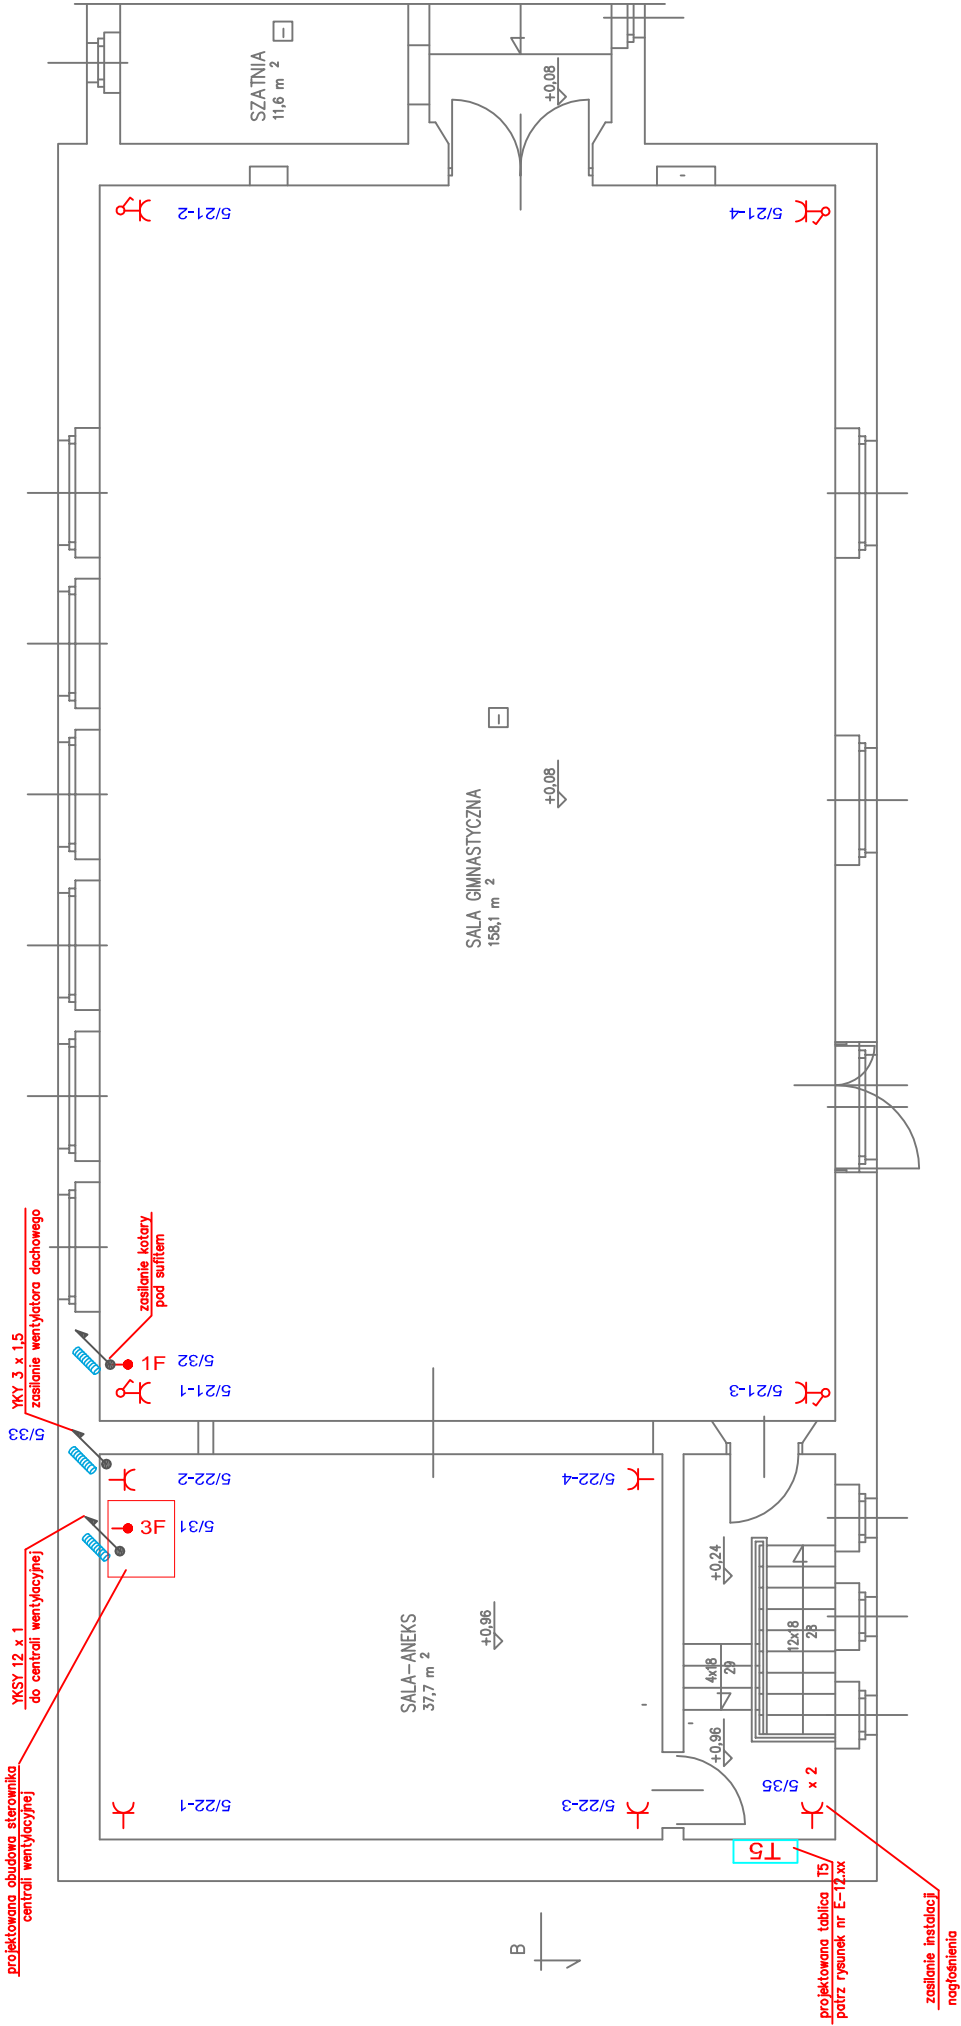 SZATNIA
11,6 m 2
+0,08
5/21-2
5/21-4
SALA GIMNASTYCZNA
158,1 m 2
+0,08
YKY 3 x 1,5
zasilanie wentylatora dachowego
zasilanie kotary
pod sufitem
1F
5/32
5/33
5/21-1
5/21-3
5/22-2
5/22-4
3F
5/31
YKSY 12 x 1
do centrali wentylacyjnej
+0,24
SALA-ANEKS
37,7 m 2
+0,96
4x18
29
12x18
28
+0,96
projektowana obudowa sterownika
centrali wentylacyjnej
5/22-1
5/22-3
5/35
x 2
T5
projektowana tablica T5
patrz rysunek nr E-12.xx
zasilanie instalacji
nagłośnienia
B